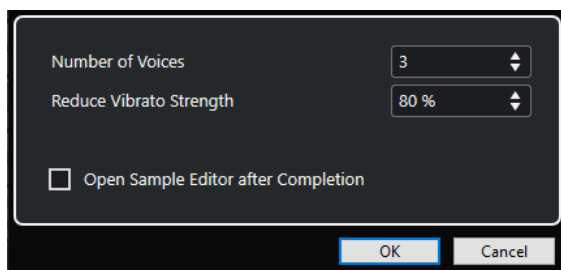 Number of Voices 3
Reduce Vibrato Strength 80 %
Open Sample Editor after Completion
OK Cancel